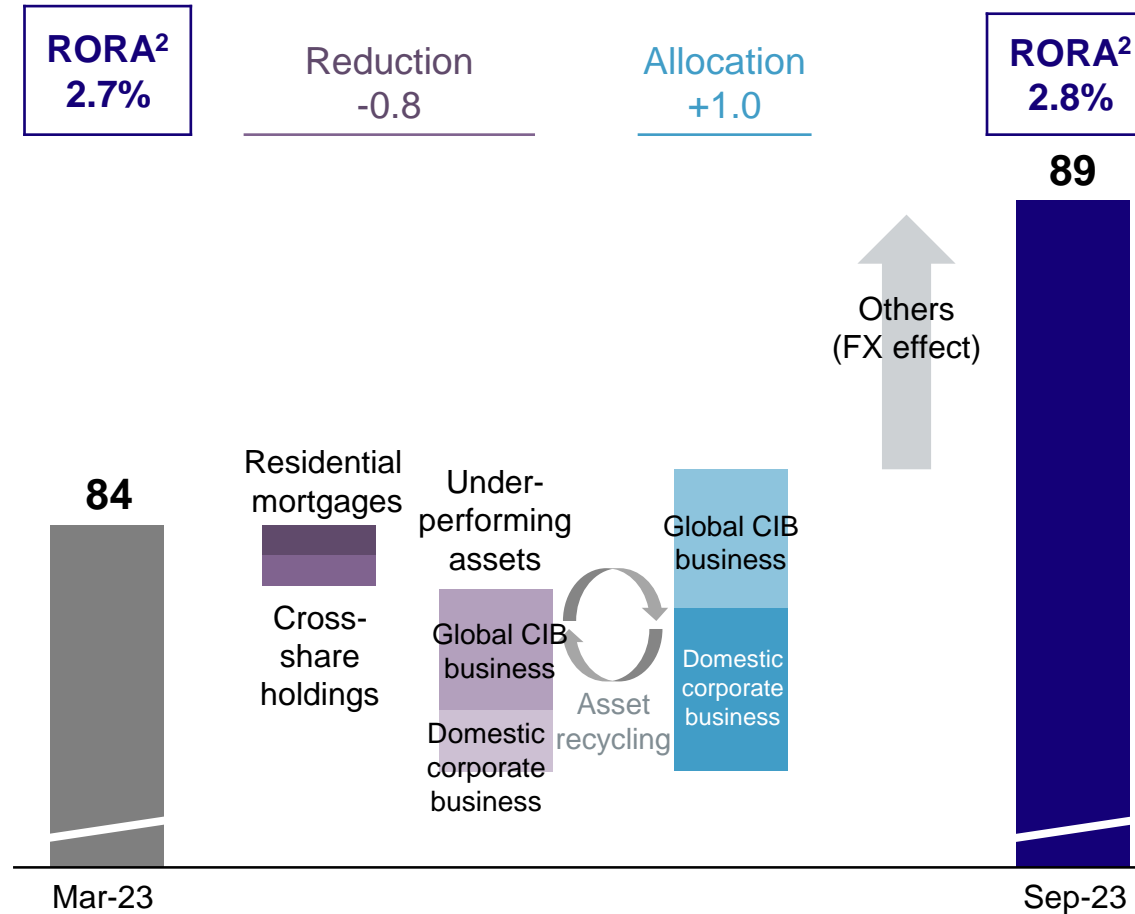 RORA²
2.7%
Reduction
-0.8
Allocation
+1.0
RORA²
2.8%
89
Others
(FX effect)
84
Residential
mortgages
Cross-
share
holdings
Under-
performing
assets
Global CIB
business
Domestic
corporate
business
Asset
recycling
Global CIB
business
Domestic
corporate
business
Mar-23
Sep-23